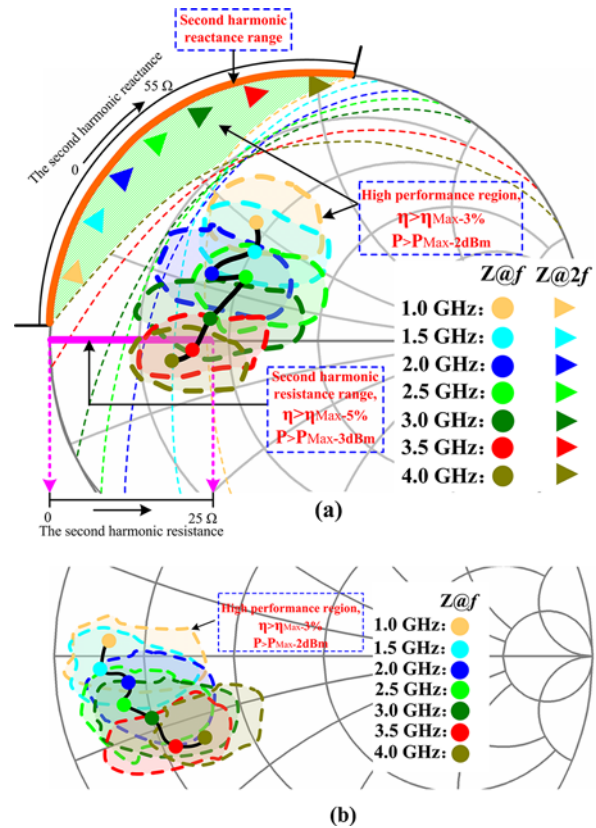 (a)
Second harmonic
reactance range
The second harmonic reactance
0
55 Ω
High performance region,
η>ηMax-3%
P>PMax-2dBm
Z@f Z@2f
1.0 GHz:
1.5 GHz:
2.0 GHz:
2.5 GHz:
3.0 GHz:
3.5 GHz:
4.0 GHz:
Second harmonic
resistance range,
η>ηMax-5%
P>PMax-3dBm
0
25 Ω
The second harmonic resistance
(a)
High performance region,
η>ηMax-3%
P>PMax-2dBm
Z@f
1.0 GHz:
1.5 GHz:
2.0 GHz:
2.5 GHz:
3.0 GHz:
3.5 GHz:
4.0 GHz:
(b)